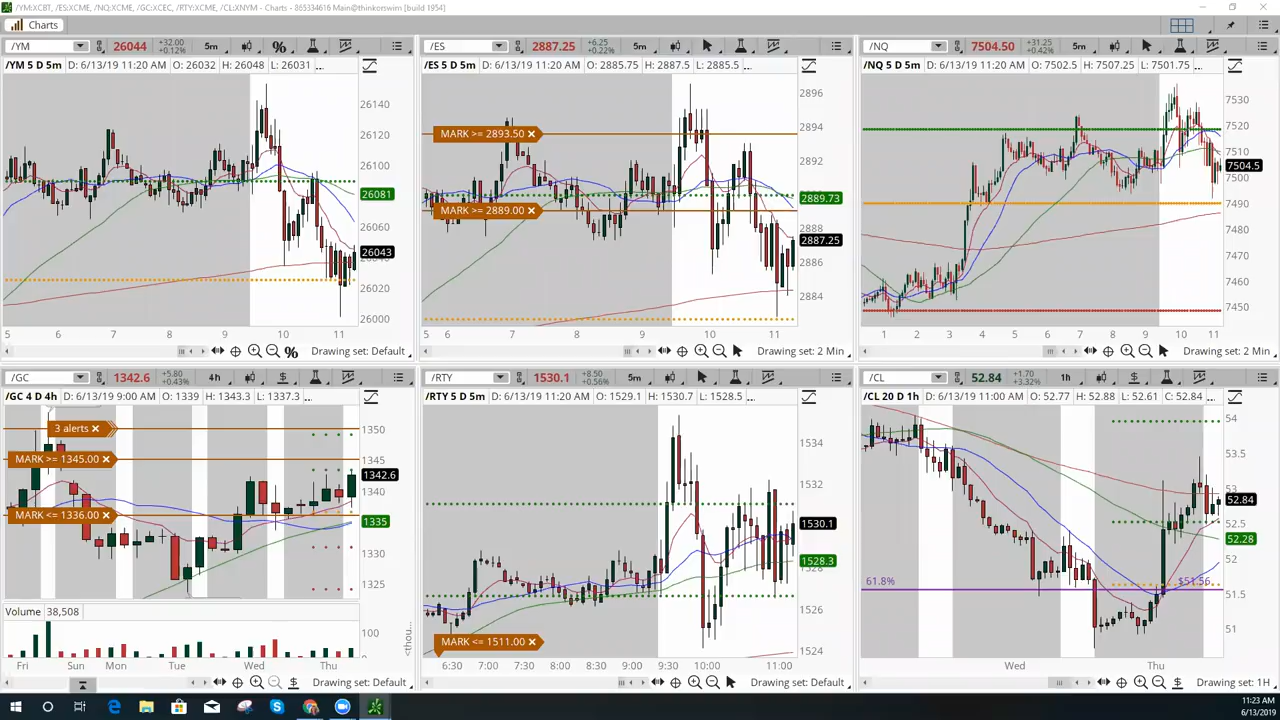 /YM:XCBT, /ES:XCME, /NQ:XCME, /GC:XCEC, /RTY:XCME, /CL:XNYM - Charts - 865334616 Main@thinkorswim [build 1954]
Charts
/YM 26044 +32.00 +0.12% 5m
/YM 5 D 5m D: 6/13/19 11:20 AM O: 26032 H: 26048 L: 26031 ...
26140
26120
26100
26081
26060
26043
26020
26000
5 6 7 8 9 10 11
Drawing set: Default
/ES 2887.25 +6.25 +0.22% 5m
/ES 5 D 5m D: 6/13/19 11:20 AM O: 2885.75 H: 2887.5 L: 2885.5 ...
MARK >= 2893.50
MARK >= 2889.00
2896
2894
2892
2889.73
2888
2887.25
2886
2884
5 6 7 8 9 10 11
Drawing set: 2 Min
/NQ 7504.50 +31.25 +0.42% 5m
/NQ 5 D 5m D: 6/13/19 11:20 AM O: 7502.5 H: 7507.25 L: 7501.75 ...
7530
7520
7510
7504.5
7500
7490
7480
7470
7460
7450
1 2 3 4 5 6 7 8 9 10 11
Drawing set: 2 Min
/GC 1342.6 +5.80 +0.43% 4h
/GC 4 D 4h D: 6/13/19 9:00 AM O: 1339 H: 1343.3 L: 1337.3 ...
3 alerts
MARK >= 1345.00
MARK <= 1336.00
1350
1345
1342.6
1340
1335
1330
1325
Volume 38,508
100
<thou...
Fri Sun Mon Tue Wed Thu
Drawing set: Default
/RTY 1530.1 +8.50 +0.56% 5m
/RTY 5 D 5m D: 6/13/19 11:20 AM O: 1529.1 H: 1530.7 L: 1528.5 ...
MARK <= 1511.00
1534
1532
1530.1
1528.3
1528
1526
1524
6:30 7:00 7:30 8:00 8:30 9:00 9:30 10:00 11:00
Drawing set: Default
/CL 52.84 +1.70 +3.32% 1h
/CL 20 D 1h D: 6/13/19 11:00 AM O: 52.77 H: 52.88 L: 52.61 C: 52.84 ...
61.8% $51.56
54
53.5
53
52.84
52.5
52.28
52
51.5
51
Wed Thu
Drawing set: 1H
11:23 AM
6/13/2019